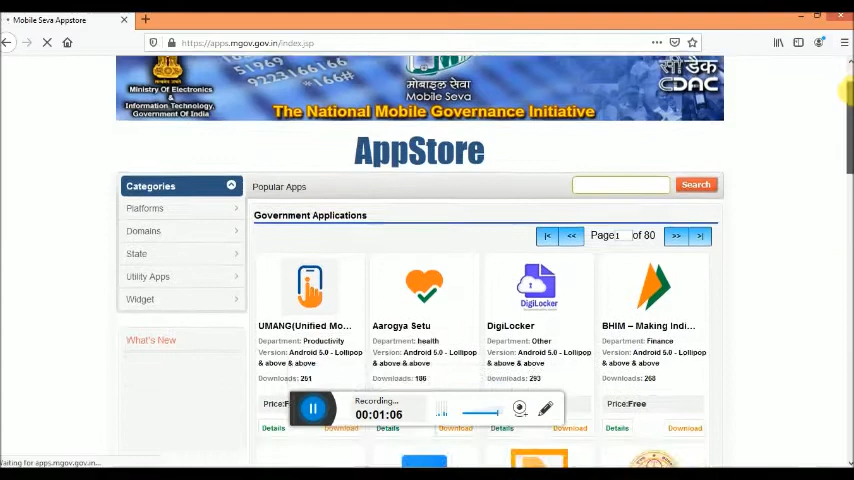 Mobile Seva Appstore
https://apps.mgov.gov.in/index.jsp
Ministry Of Electronics
&
Information Technology,
Government Of India
51969
9223166166
*166#
मोबाइल सेवा
Mobile Seva
सी डैक
CDAC
The National Mobile Governance Initiative
AppStore
Categories
Popular Apps
Search
Platforms
Domains
State
Utility Apps
Widget
What's New
Government Applications
|< << Page 1 of 80 >> >|
UMANG(Unified Mo...
Department: Productivity
Version: Android 5.0 - Lollipop
& above & above
Downloads: 251
Details
Download
Aarogya Setu
Department: health
Version: Android 5.0 - Lollipop
& above & above
Downloads: 186
Details
Download
DigiLocker
DigiLocker
Department: Other
Version: Android 5.0 - Lollipop
& above & above
Downloads: 293
Details
Download
BHIM – Making Indi...
Department: Finance
Version: Android 5.0 - Lollipop
& above & above
Downloads: 268
Price:Free
Details
Download
Recording...
00:01:06